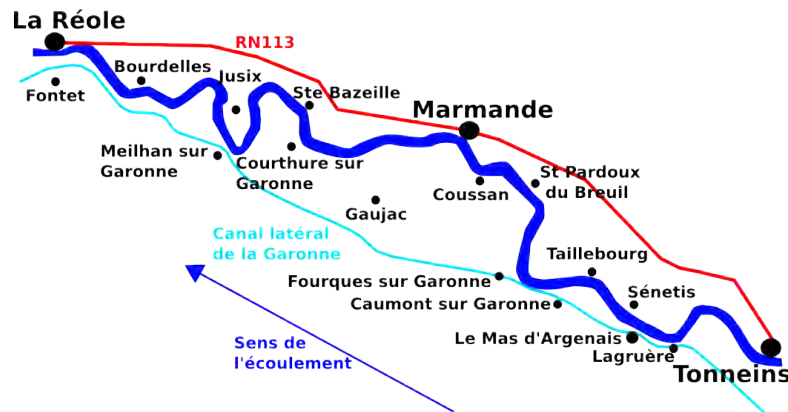 La Réole
RN113
Bourdelles
Jusix
Fontet
Ste Bazeille
Marmande
Meilhan sur
Garonne
Courthure sur
Garonne
St Pardoux
du Breuil
Coussan
Gaujac
Canal latéral
de la Garonne
Taillebourg
Fourques sur Garonne
Sénetis
Caumont sur Garonne
Sens de
l'écoulement
Le Mas d'Argenais
Lagruère
Tonneins